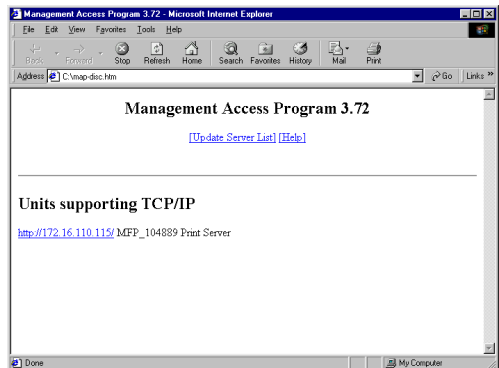 Management Access Program 3.72 - Microsoft Internet Explorer
File Edit View Favorites Tools Help
Back Forward Stop Refresh Home Search Favorites History Mail Print
Address C:\map-disc.htm Go Links »
Management Access Program 3.72
[Update Server List] [Help]
Units supporting TCP/IP
http://172.16.110.115/ MFP_104889 Print Server
Done My Computer